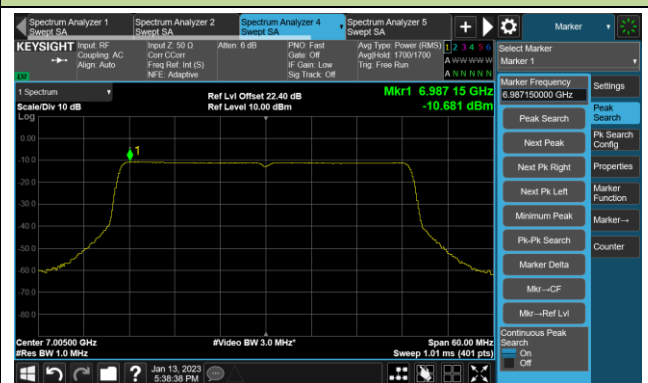 Spectrum Analyzer 1
Swept SA
Spectrum Analyzer 2
Swept SA
Spectrum Analyzer 4
Swept SA
Spectrum Analyzer 5
Swept SA
+
Marker
KEYSIGHT
Input: RF
Coupling: AC
Align: Auto
Input Z: 50 Ω
Corr CCorr
Freq Ref: Int (S)
NFE: Adaptive
Atten: 6 dB
PNO: Fast
Gate: Off
IF Gain: Low
Sig Track: Off
Avg Type: Power (RMS)
Avg|Hold: 1700/1700
Trig: Free Run
1 2 3 4 5 6
A W W W W W
A N N N N N
Select Marker
Marker 1
1 Spectrum
Scale/Div 10 dB
Log
Ref Lvl Offset 22.40 dB
Ref Level 10.00 dBm
Mkr1 6.987 15 GHz
-10.681 dBm
0.00
-10.0
-20.0
-30.0
-40.0
-50.0
-60.0
-70.0
-80.0
1
Center 7.00500 GHz
#Res BW 1.0 MHz
#Video BW 3.0 MHz*
Span 60.00 MHz
Sweep 1.01 ms (401 pts)
Marker Frequency
6.987150000 GHz
Peak Search
Next Peak
Next Pk Right
Next Pk Left
Minimum Peak
Pk-Pk Search
Marker Delta
Mkr→CF
Mkr→Ref Lvl
Continuous Peak
Search
On
Off
Settings
Peak
Search
Pk Search
Config
Properties
Marker
Function
Marker→
Counter
?
Jan 13, 2023
5:38:38 PM